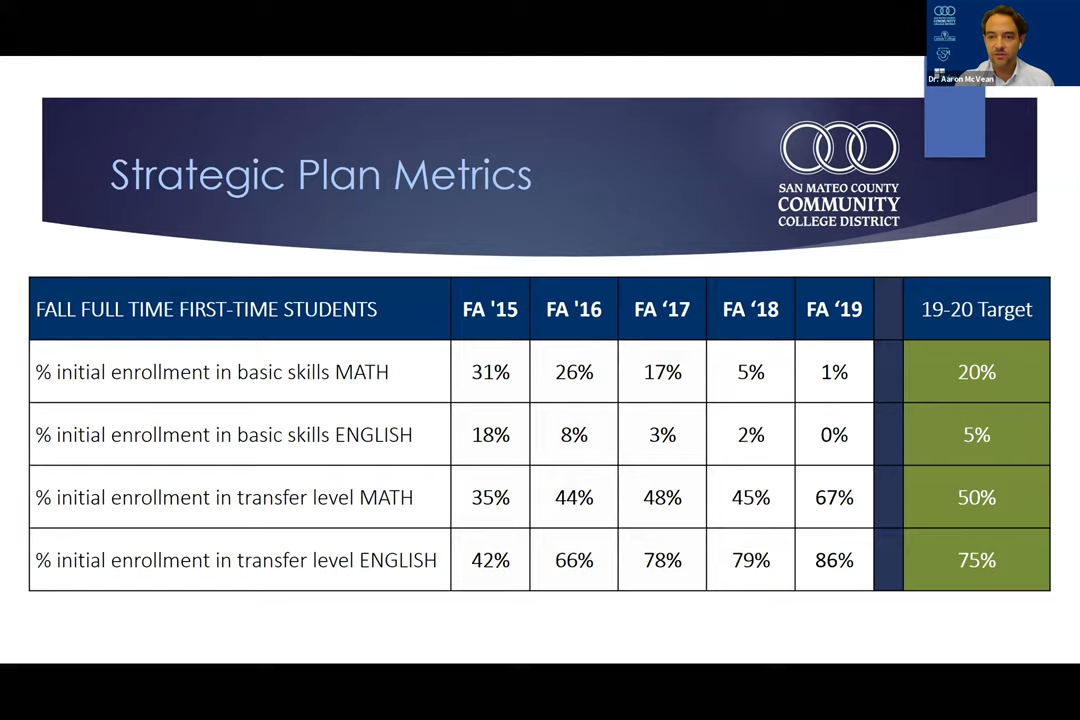 Dr. Aaron McVean
Strategic Plan Metrics
SAN MATEO COUNTY
COMMUNITY
COLLEGE DISTRICT
FALL FULL TIME FIRST-TIME STUDENTS FA '15 FA '16 FA ‘17 FA ‘18 FA ‘19 19-20 Target
% initial enrollment in basic skills MATH 31% 26% 17% 5% 1% 20%
% initial enrollment in basic skills ENGLISH 18% 8% 3% 2% 0% 5%
% initial enrollment in transfer level MATH 35% 44% 48% 45% 67% 50%
% initial enrollment in transfer level ENGLISH 42% 66% 78% 79% 86% 75%